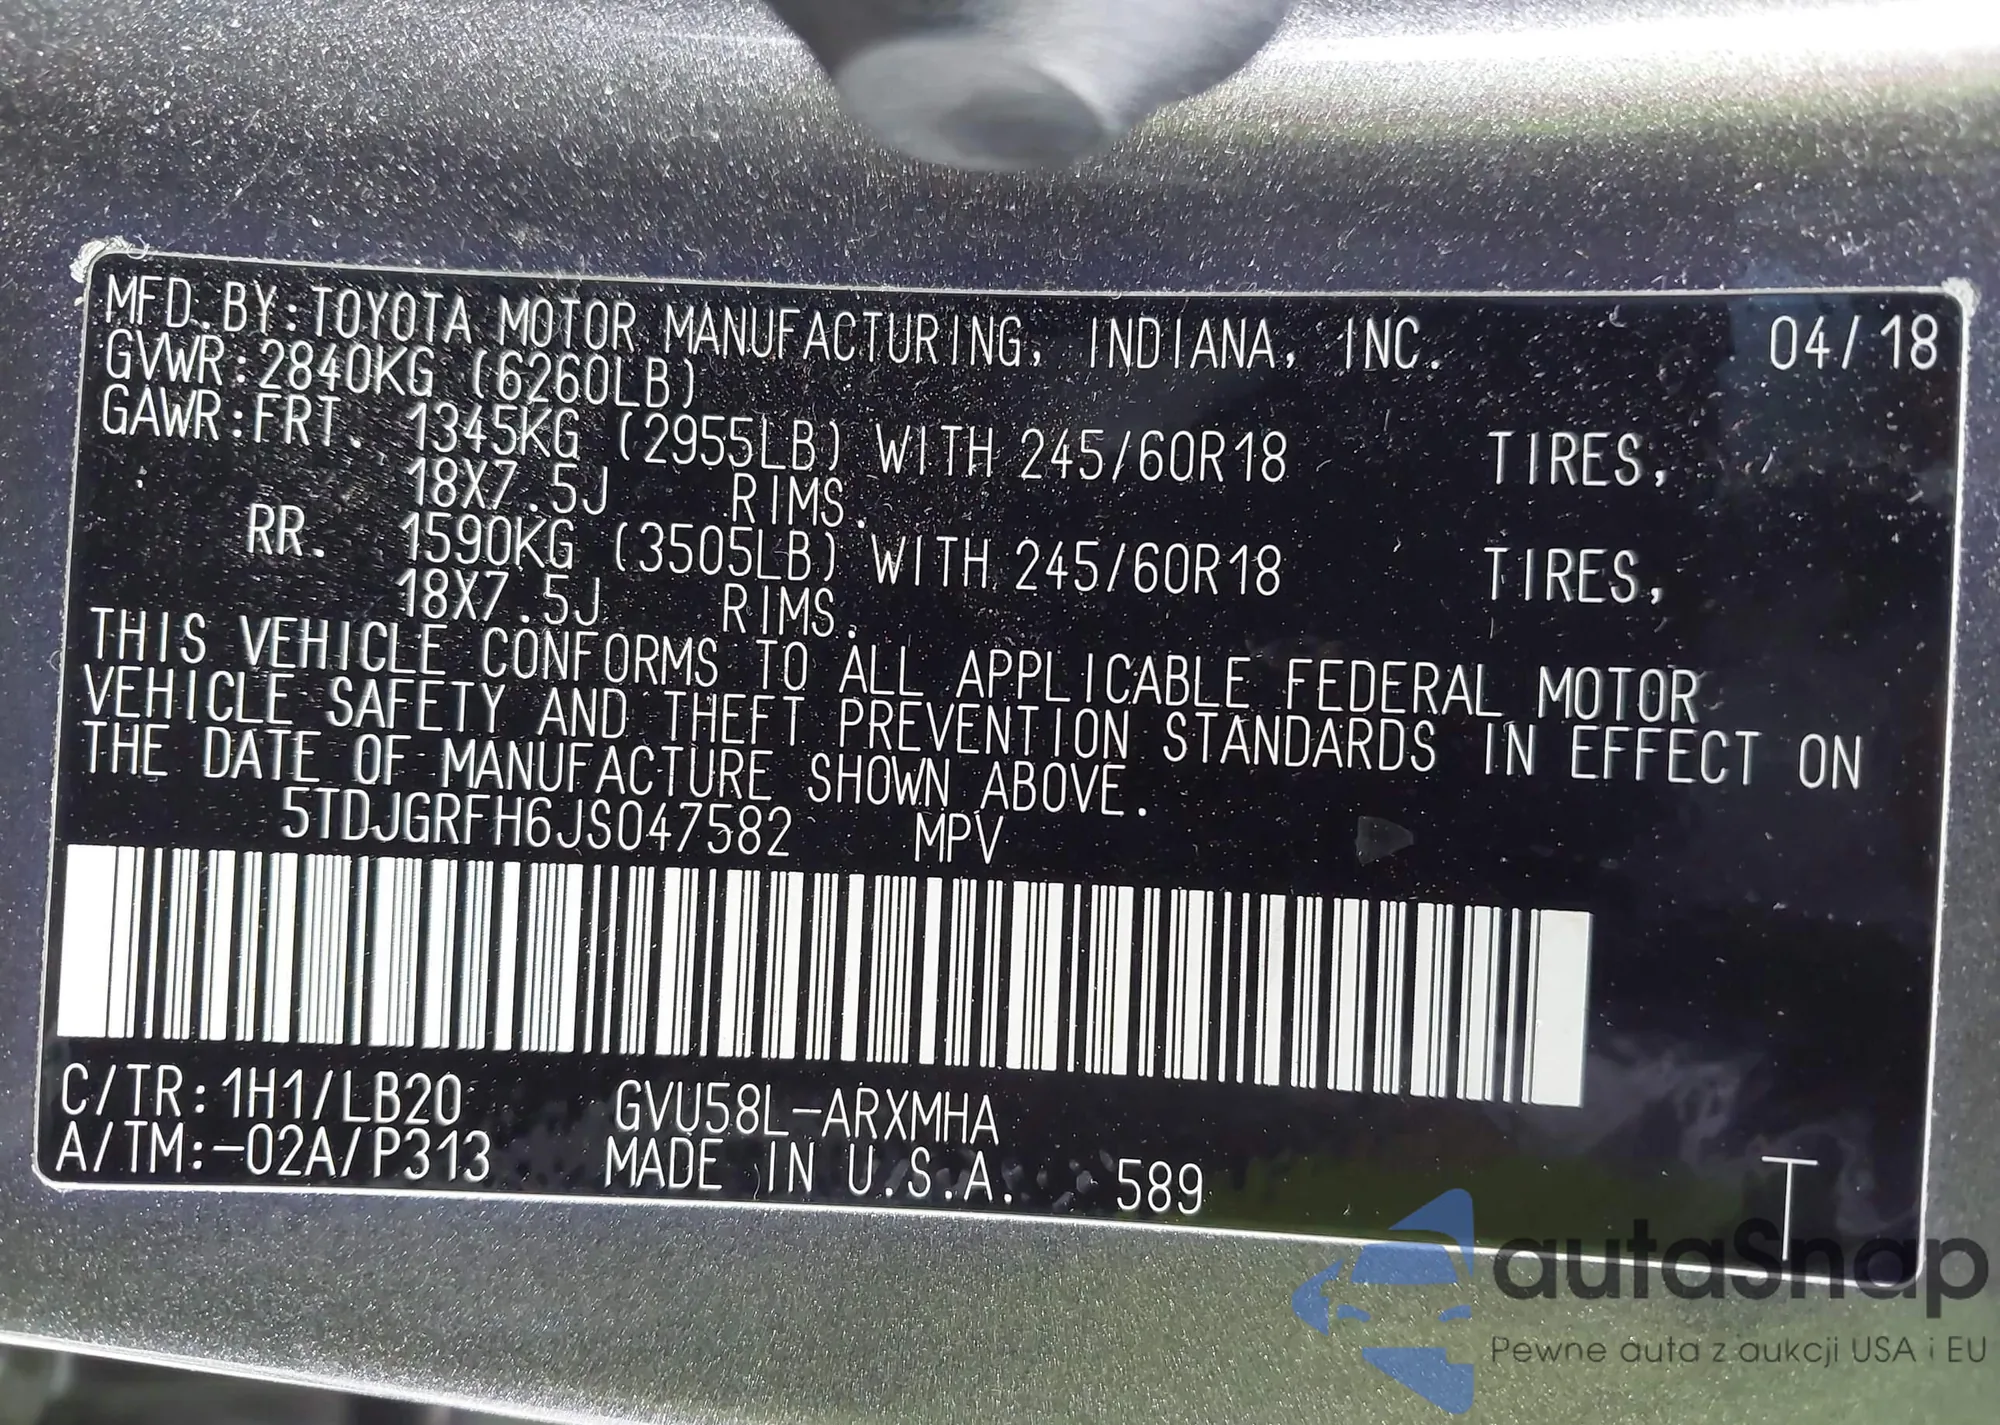 MFD. BY: TOYOTA MOTOR MANUFACTURING, INDIANA, INC. 04/18
GVWR: 2840KG (6260LB)
GAWR: FRT. 1345KG (2955LB) WITH 245/60R18 TIRES,
18X7.5J RIMS.
RR. 1590KG (3505LB) WITH 245/60R18 TIRES,
18X7.5J RIMS.
THIS VEHICLE CONFORMS TO ALL APPLICABLE FEDERAL MOTOR
VEHICLE SAFETY AND THEFT PREVENTION STANDARDS IN EFFECT ON
THE DATE OF MANUFACTURE SHOWN ABOVE.
5TDJGRFH6JS047582 MPV
C/TR: 1H1/LB20 GVU58L-ARXMHA
A/TM: -02A/P313 MADE IN U.S.A. 589 T
autaSnap
Pewne auta z aukcji USA i EU